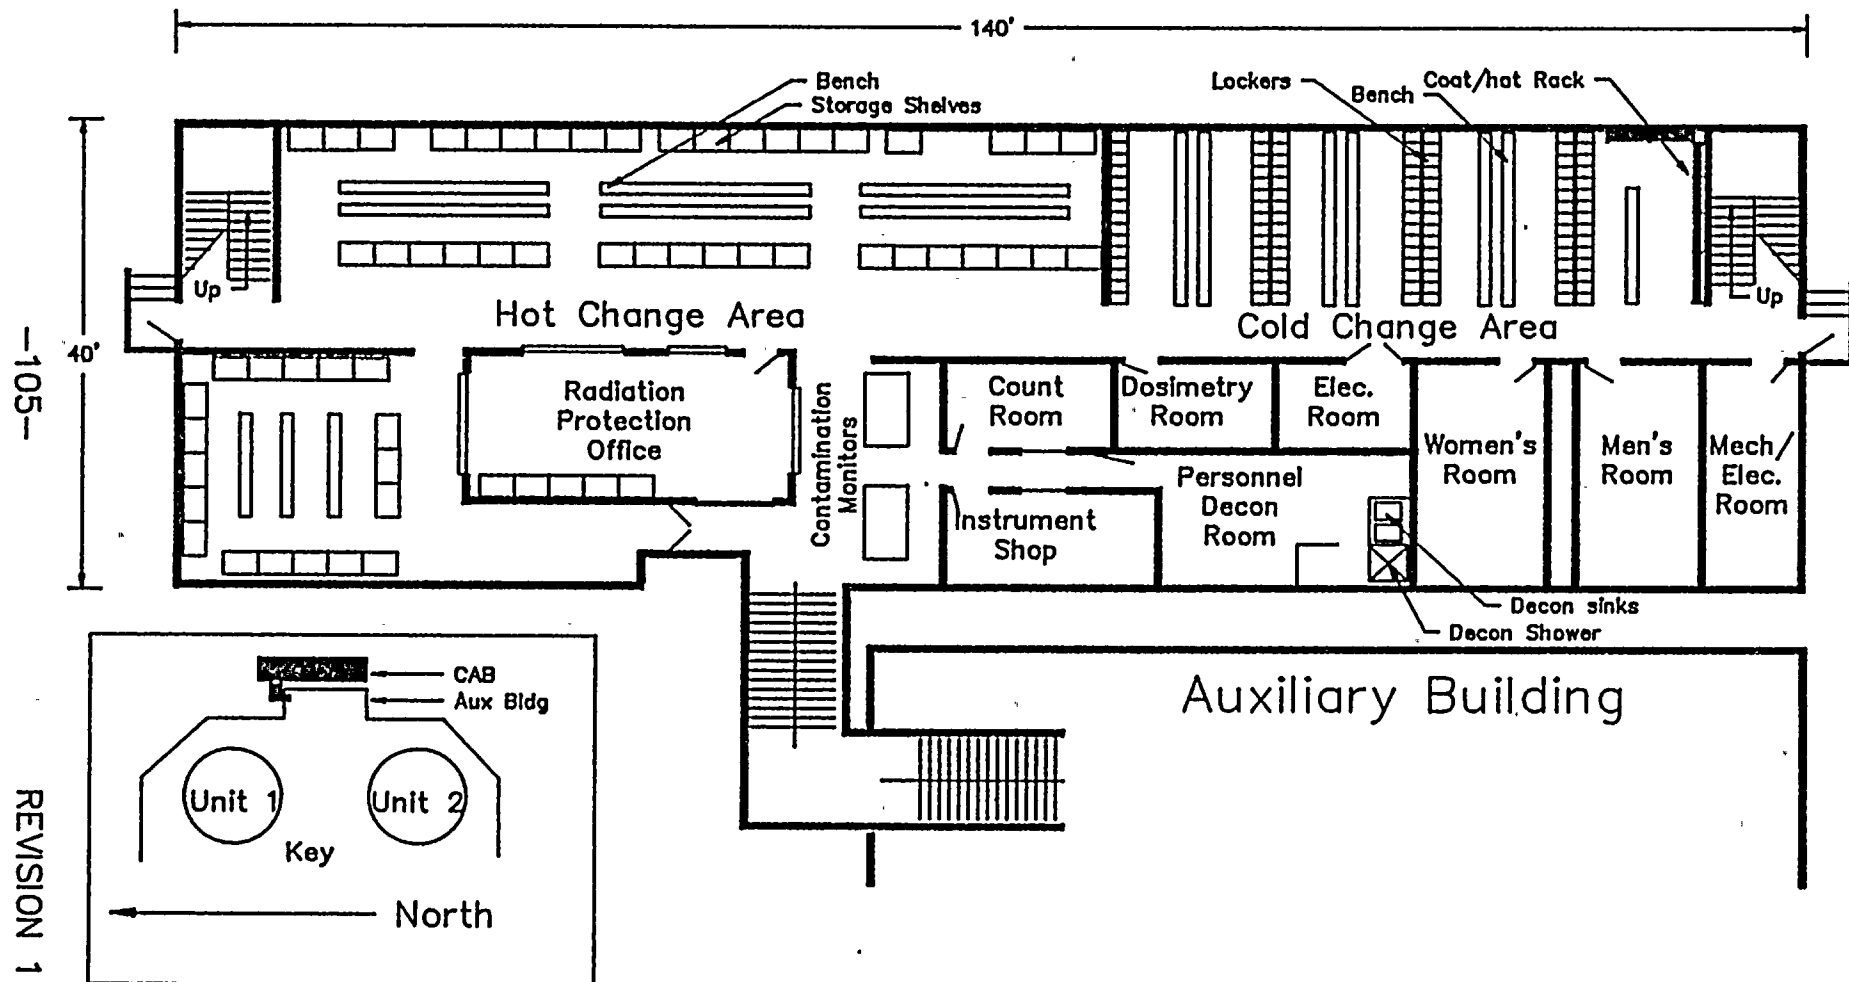 140'
Bench
Storage Shelves
Lockers
Bench
Coat/hat Rack
40'
Up
Up
Hot Change Area
Cold Change Area
Radiation
Protection
Office
Contamination
Monitors
Count
Room
Dosimetry
Room
Elec.
Room
Women's
Room
Men's
Room
Mech/
Elec.
Room
Personnel
Decon
Room
Instrument
Shop
Decon sinks
Decon Shower
Auxiliary Building
CAB
Aux Bldg
Unit 1
Unit 2
Key
North
-105-
REVISION 1